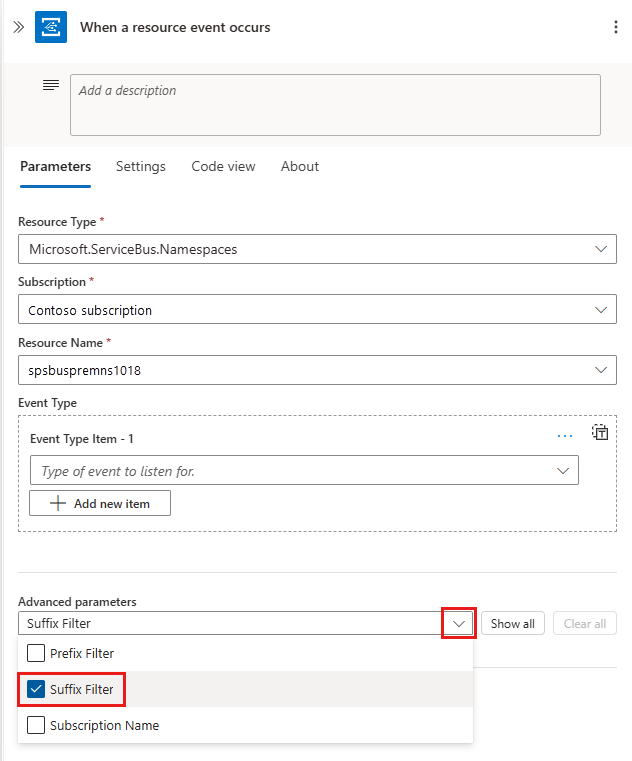 When a resource event occurs
Add a description
Parameters Settings Code view About
Resource Type *
Microsoft.ServiceBus.Namespaces
Subscription *
Contoso subscription
Resource Name *
spsbuspremns1018
Event Type
Event Type Item - 1
Type of event to listen for.
Add new item
Advanced parameters
Suffix Filter Show all Clear all
Prefix Filter
Suffix Filter
Subscription Name